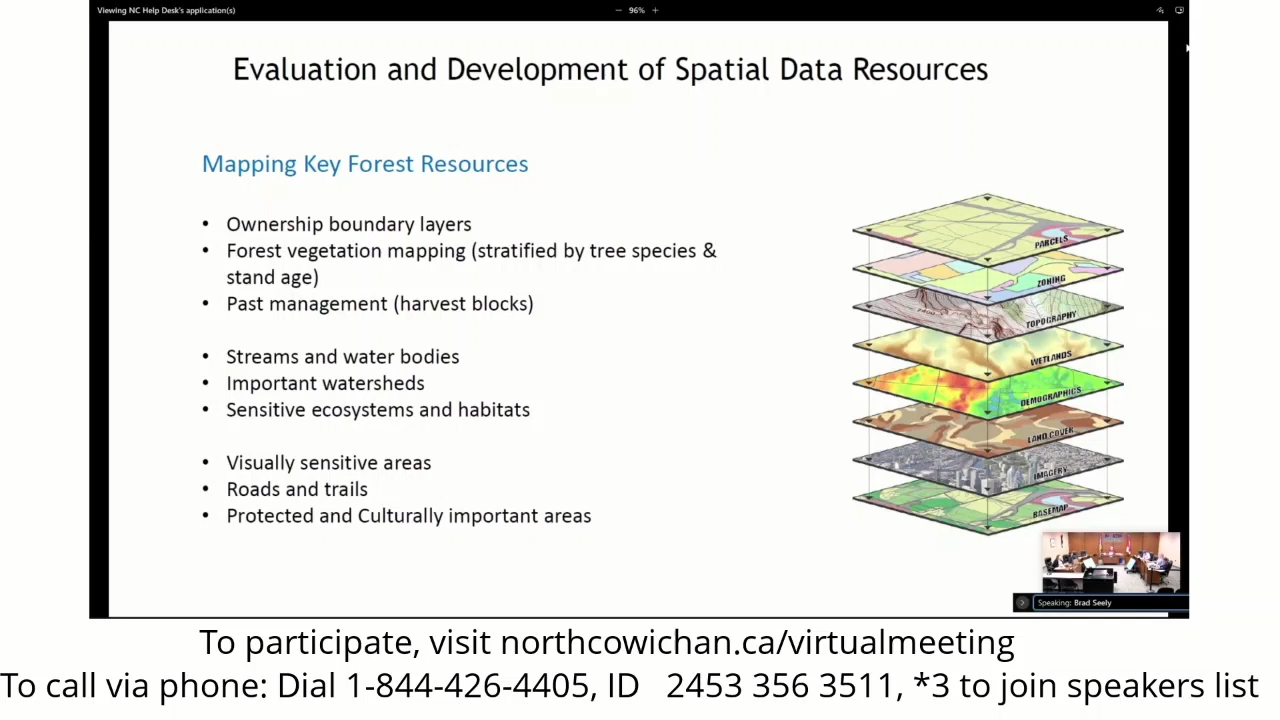 Viewing NC Help Desk's application(s)
— 96% +
Evaluation and Development of Spatial Data Resources
Mapping Key Forest Resources
• Ownership boundary layers
• Forest vegetation mapping (stratified by tree species &
stand age)
• Past management (harvest blocks)
• Streams and water bodies
• Important watersheds
• Sensitive ecosystems and habitats
• Visually sensitive areas
• Roads and trails
• Protected and Culturally important areas
PARCELS
ZONING
TOPOGRAPHY
WETLANDS
DEMOGRAPHICS
LAND COVER
IMAGERY
BASEMAP
Speaking: Brad Seely
To participate, visit northcowichan.ca/virtualmeeting
To call via phone: Dial 1-844-426-4405, ID 2453 356 3511, *3 to join speakers list